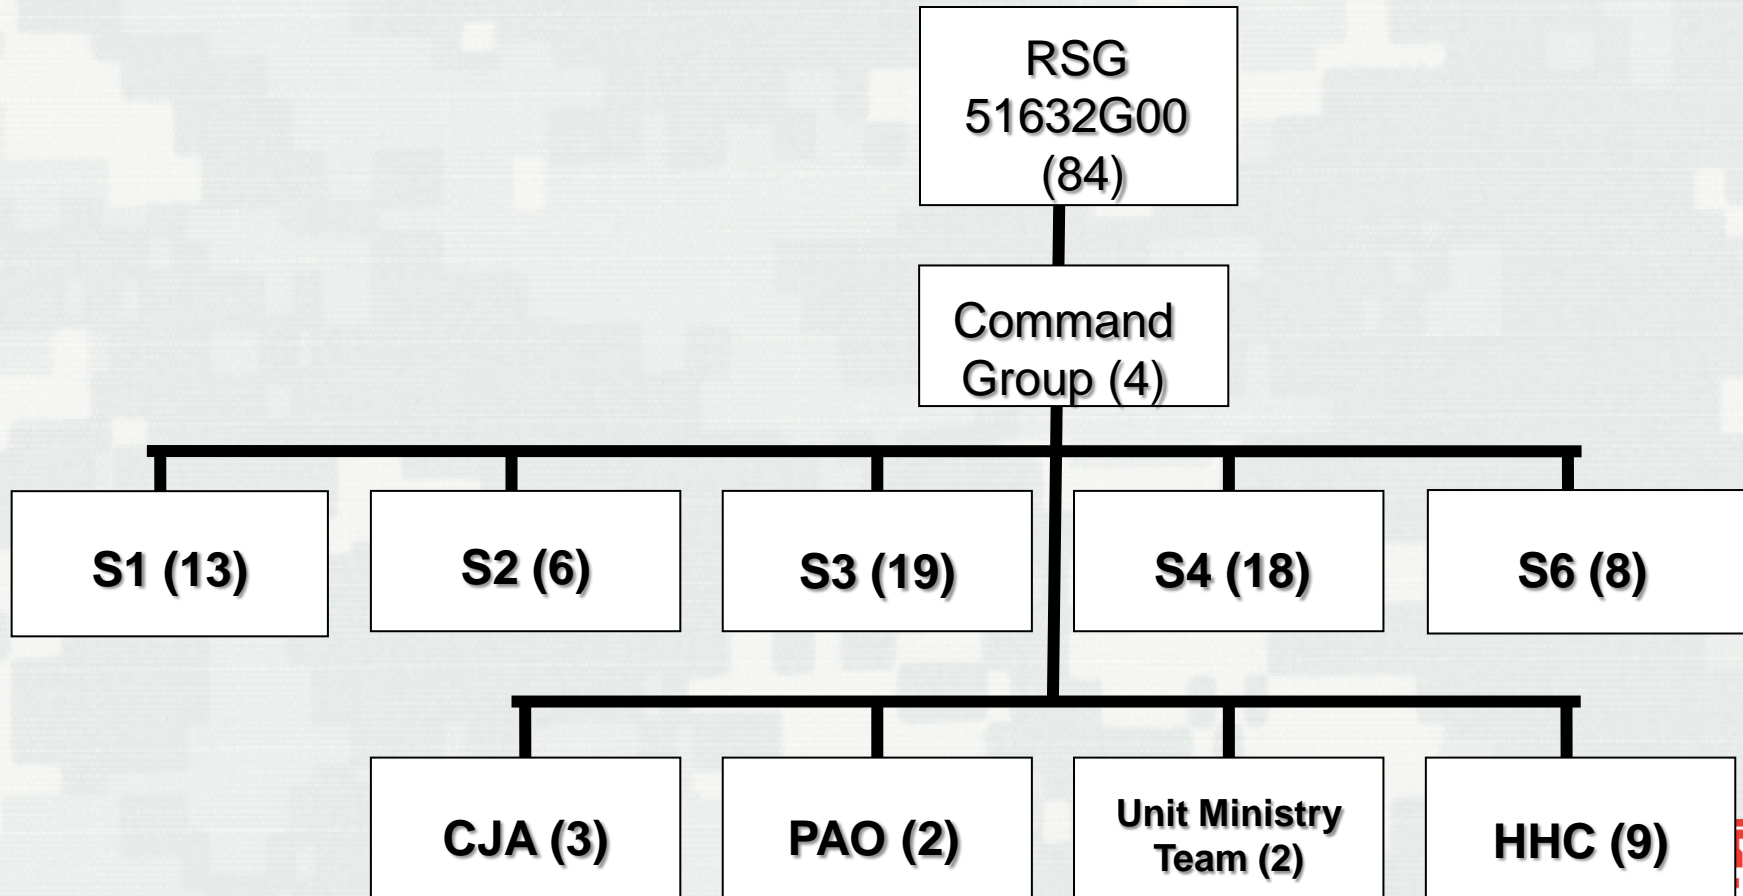 RSG
51632G00
(84)
Command
Group (4)
S1 (13)
S2 (6)
S3 (19)
S4 (18)
S6 (8)
CJA (3)
PAO (2)
Unit Ministry
Team (2)
HHC (9)